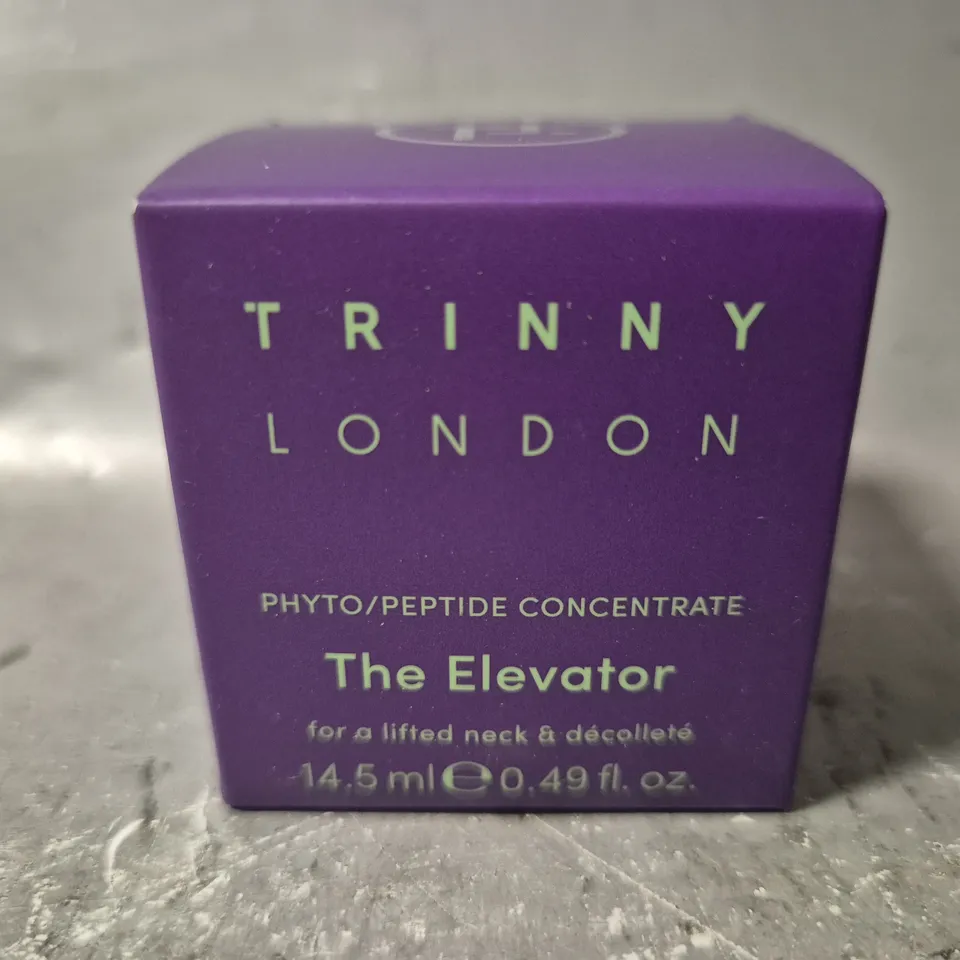 TRINNY
LONDON
PHYTO/PEPTIDE CONCENTRATE
The Elevator
for a lifted neck & décolleté
14.5 ml ℮ 0.49 fl. oz.